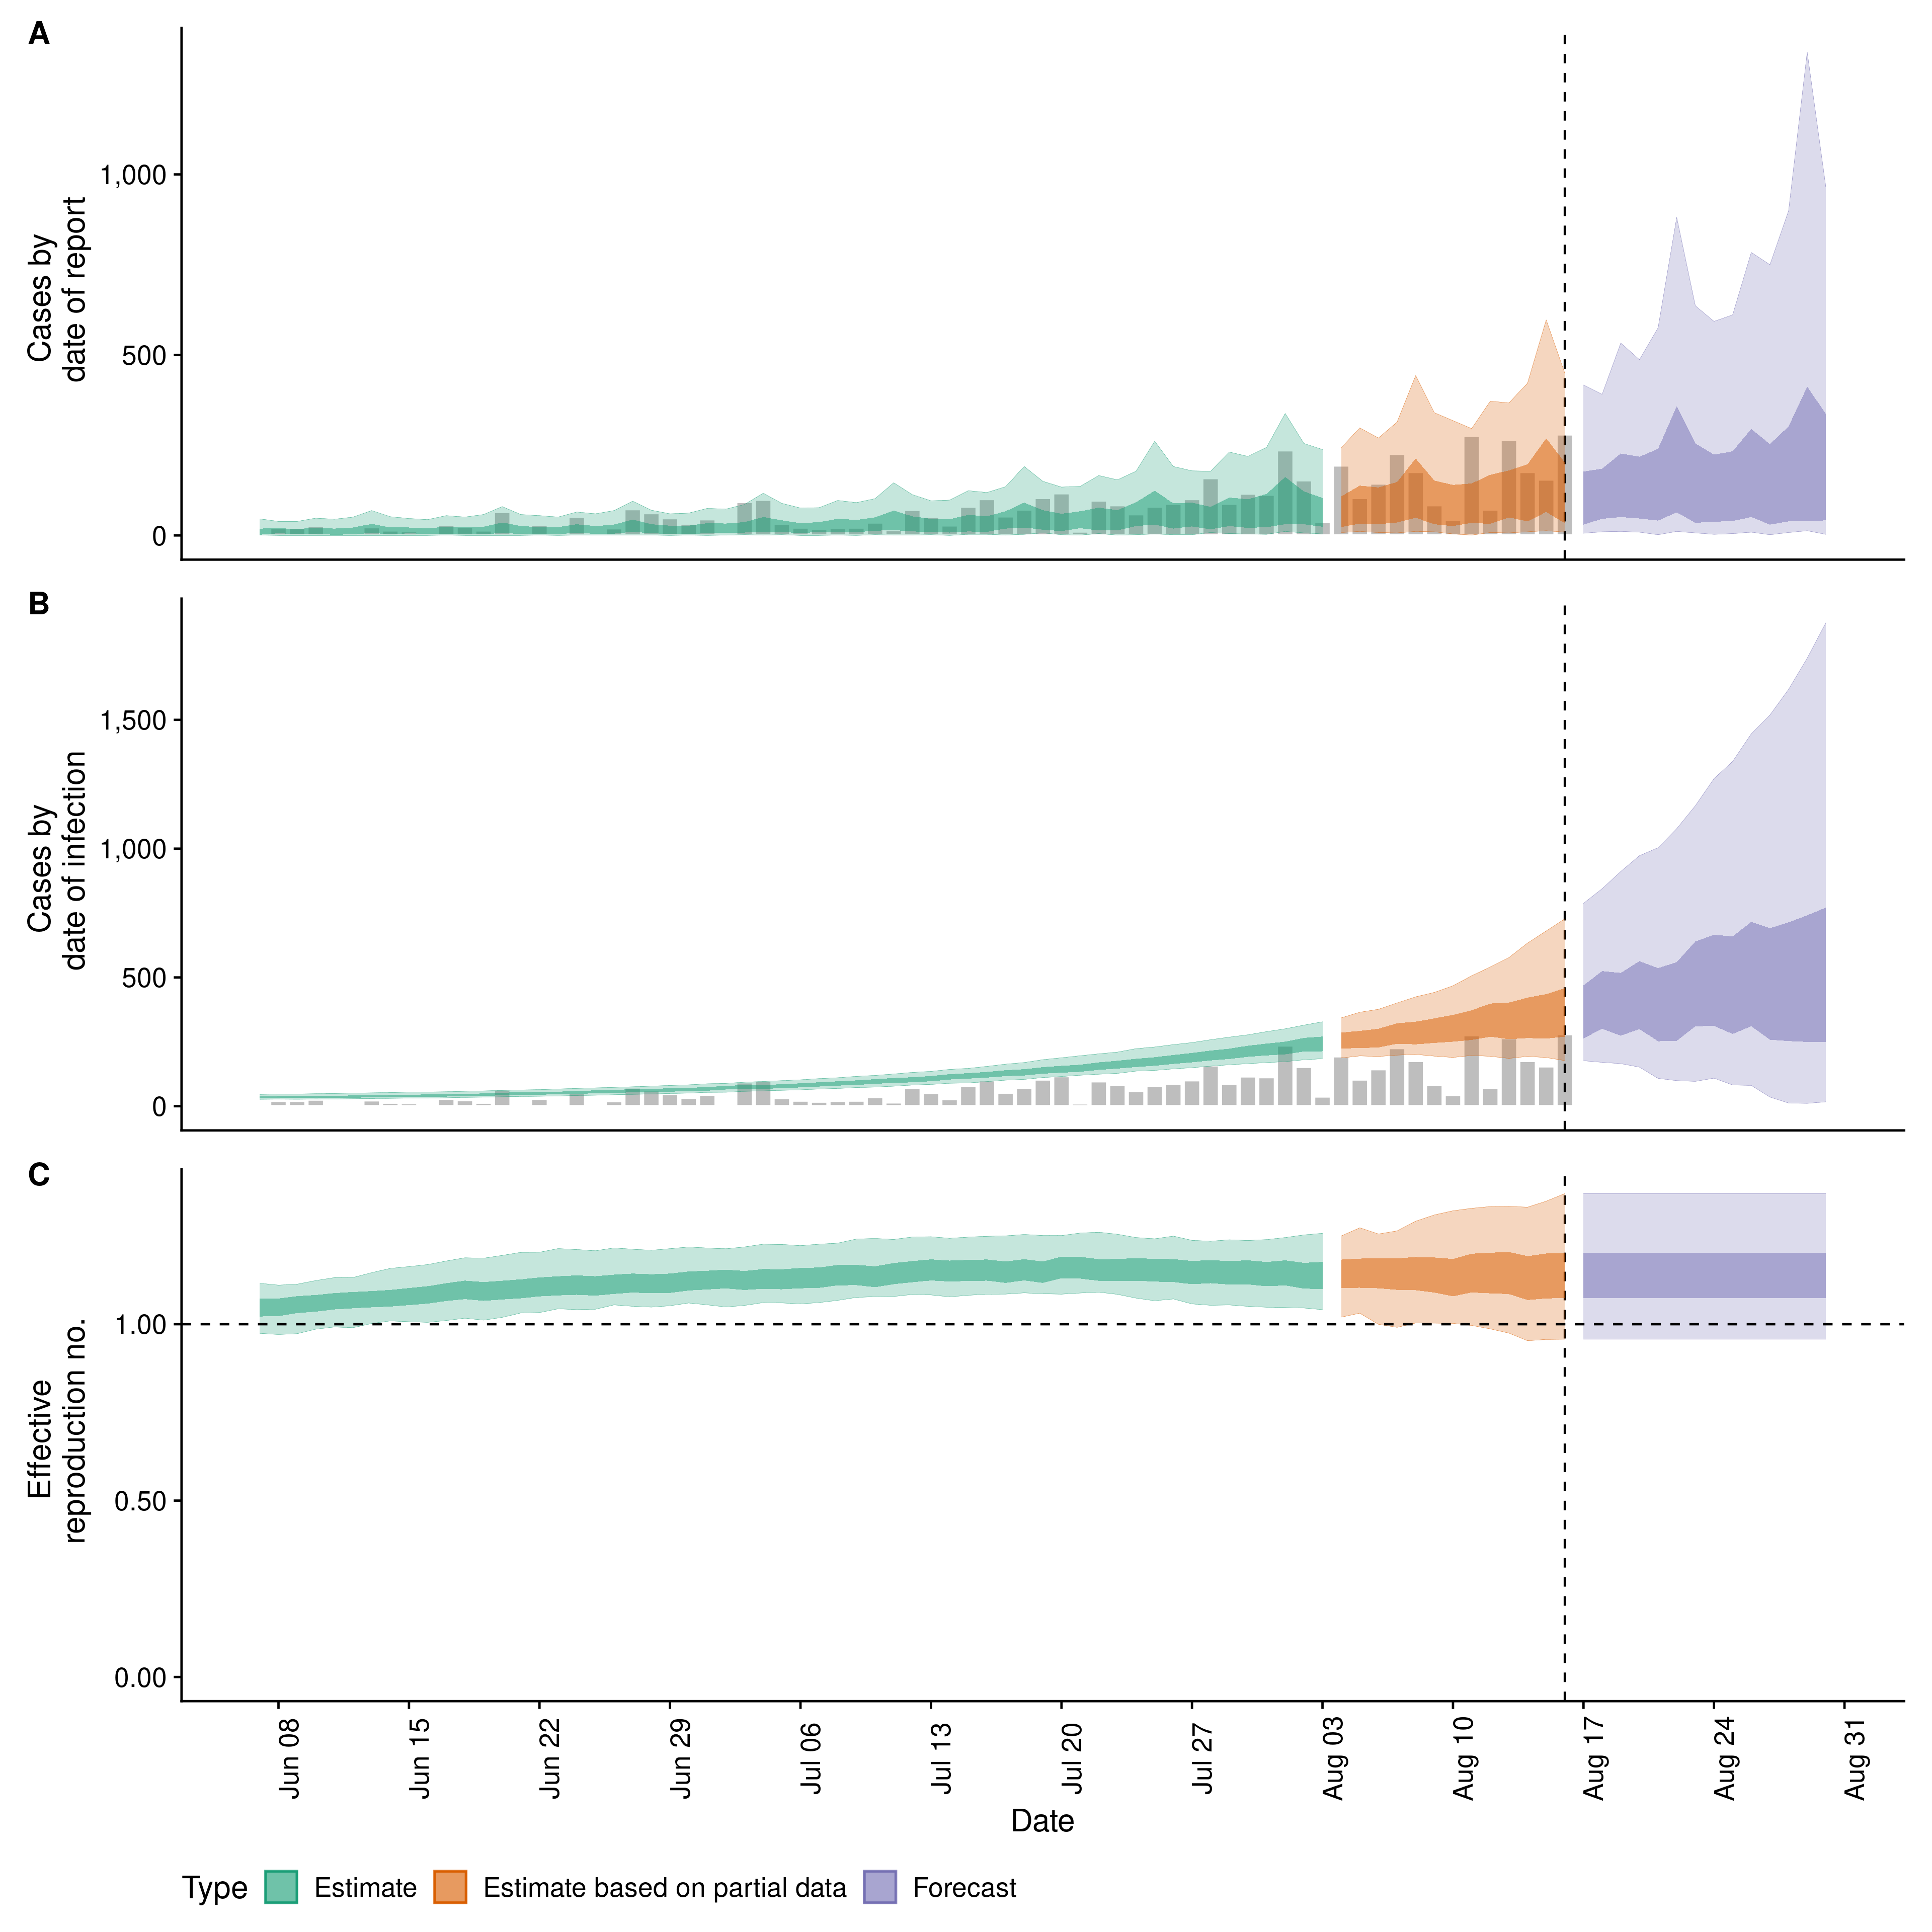 A
Cases by
date of report
1,000
500
0
B
Cases by
date of infection
1,500
1,000
500
0
C
Effective
reproduction no.
1.00
0.50
0.00
Jun 08
Jun 15
Jun 22
Jun 29
Jul 06
Jul 13
Jul 20
Jul 27
Aug 03
Aug 10
Aug 17
Aug 24
Aug 31
Date
Type Estimate Estimate based on partial data Forecast